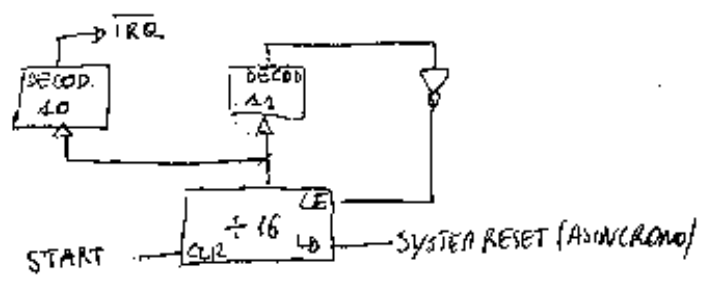 IRQ
DECOD.
10
DECOD
11
CE
÷ 16
START
CLR
LD
SYSTEM RESET (ASINCRONO)